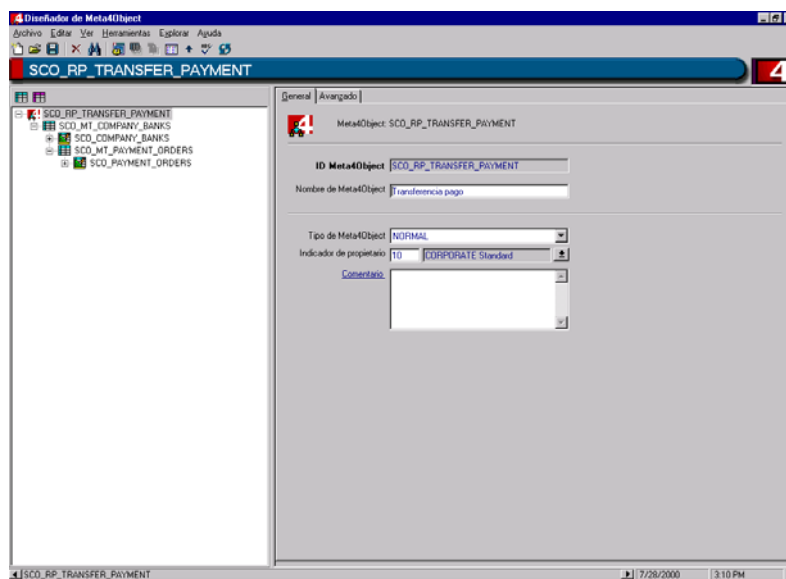 Diseñador de Meta4Object
Archivo Editar Ver Herramientas Explorar Ayuda
SCO_RP_TRANSFER_PAYMENT
4
SCO_RP_TRANSFER_PAYMENT
SCO_MT_COMPANY_BANKS
SCO_COMPANY_BANKS
SCO_MT_PAYMENT_ORDERS
SCO_PAYMENT_ORDERS
General Avanzado
Meta4Object: SCO_RP_TRANSFER_PAYMENT
ID Meta4Object SCO_RP_TRANSFER_PAYMENT
Nombre de Meta4Object Transferencia pago
Tipo de Meta4Object NORMAL
Indicador de propietario 10 CORPORATE Standard
Comentario
SCO_RP_TRANSFER_PAYMENT 7/28/2000 3:10 PM